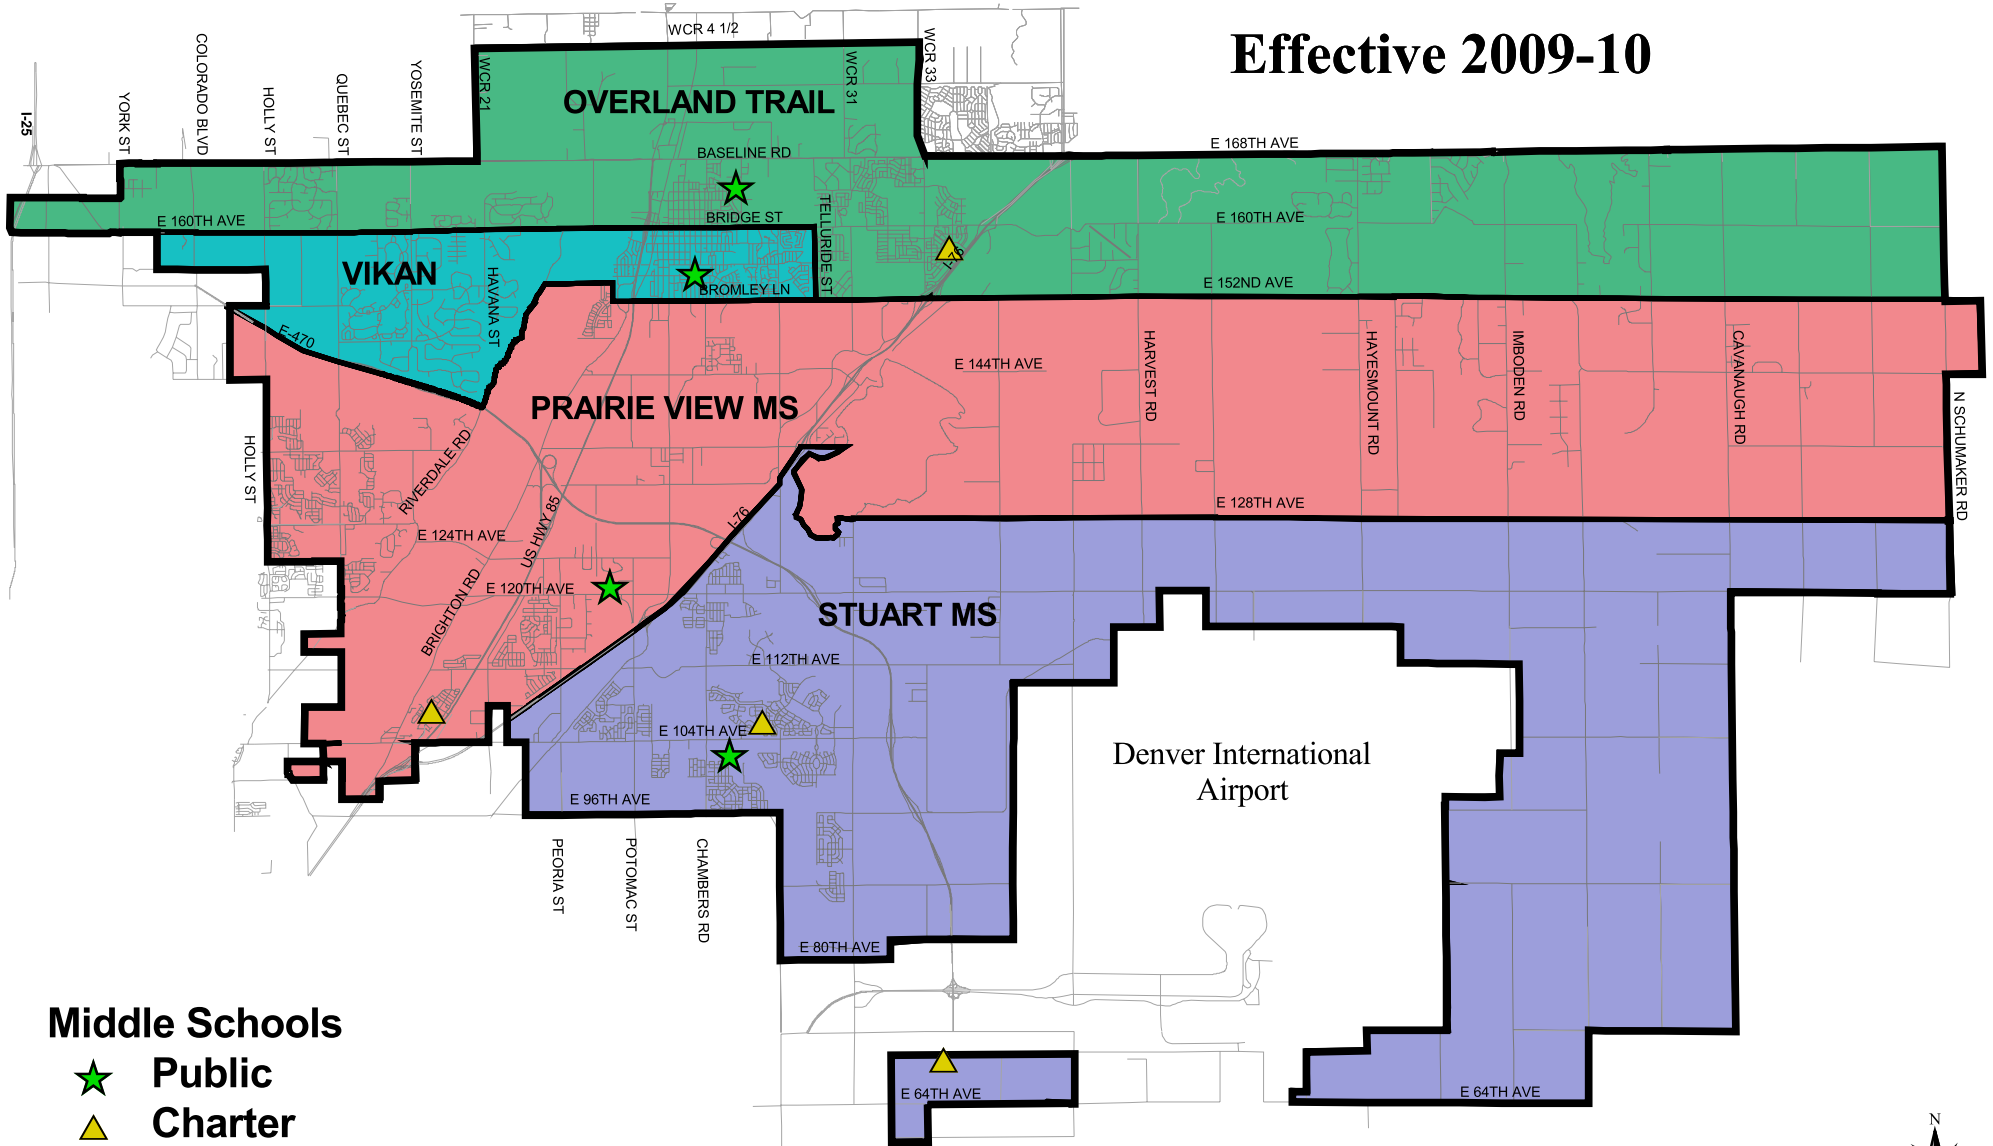 Effective 2009-10
WCR 4 1/2
WCR 33
WCR 21
WCR 31
I-25
YORK ST
COLORADO BLVD
HOLLY ST
QUEBEC ST
YOSEMITE ST
OVERLAND TRAIL
BASELINE RD
E 168TH AVE
E 160TH AVE
BRIDGE ST
TELLURIDE ST
E 160TH AVE
VIKAN
HAVANA ST
BROMLEY LN
I-76
E 152ND AVE
E-470
E 144TH AVE
HARVEST RD
HAYESMOUNT RD
IMBODEN RD
CAVANAUGH RD
N SCHUMAKER RD
PRAIRIE VIEW MS
HOLLY ST
RIVERDALE RD
E 124TH AVE
US HWY 85
I-76
E 128TH AVE
BRIGHTON RD
E 120TH AVE
STUART MS
E 112TH AVE
E 104TH AVE
Denver International
Airport
E 96TH AVE
PEORIA ST
POTOMAC ST
CHAMBERS RD
E 80TH AVE
E 64TH AVE
E 64TH AVE
Middle Schools
Public
Charter
N